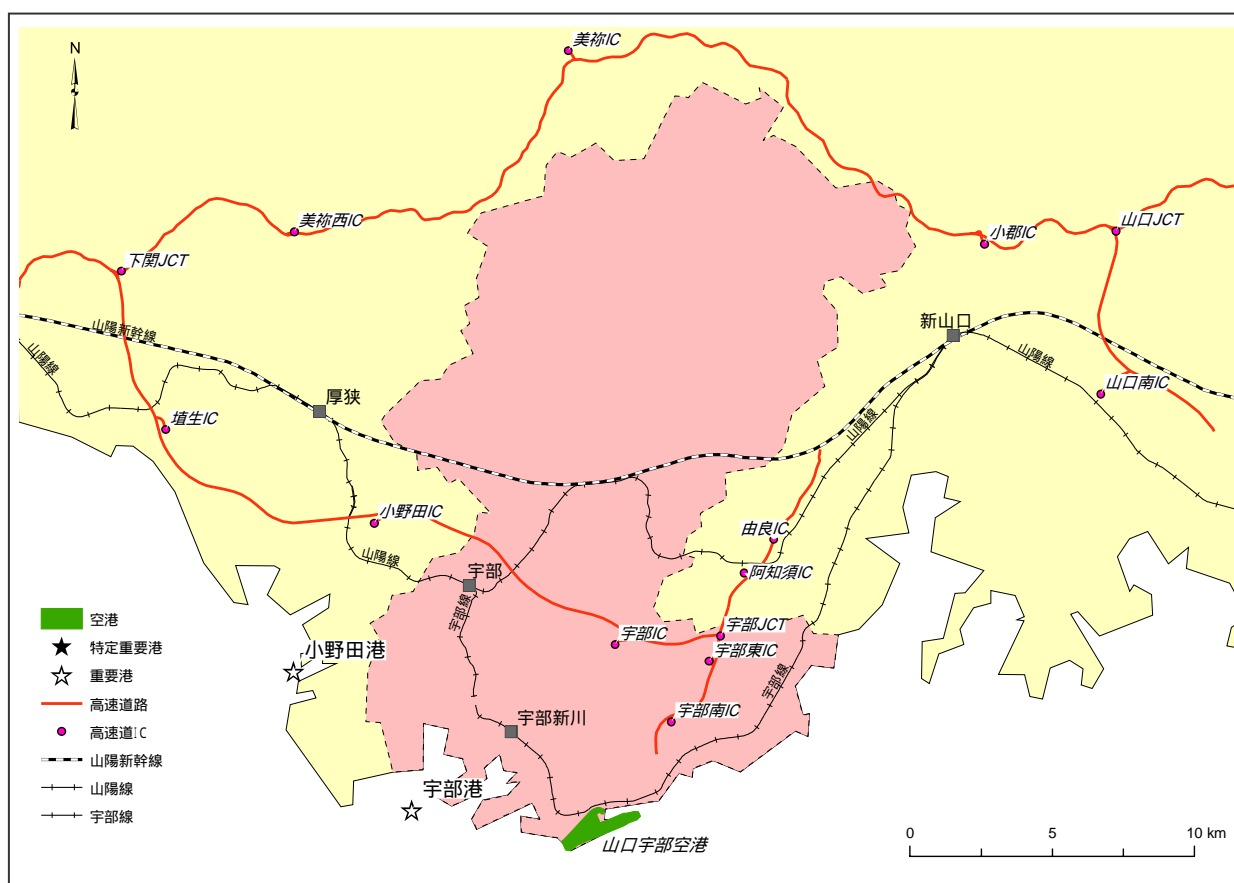 美祢IC
N
美祢西IC
山口JCT
小郡IC
下関JCT
新山口
山陽新幹線
山陽線
山陽線
山口南IC
厚狭
埴生IC
山陽線
小野田IC
由良IC
山陽線
宇部
阿知須IC
宇部線
宇部IC
宇部JCT
宇部東IC
宇部線
小野田港
宇部南IC
宇部新川
宇部港
山口宇部空港
空港
特定重要港
重要港
高速道路
高速道IC
山陽新幹線
山陽線
宇部線
0 5 10 km